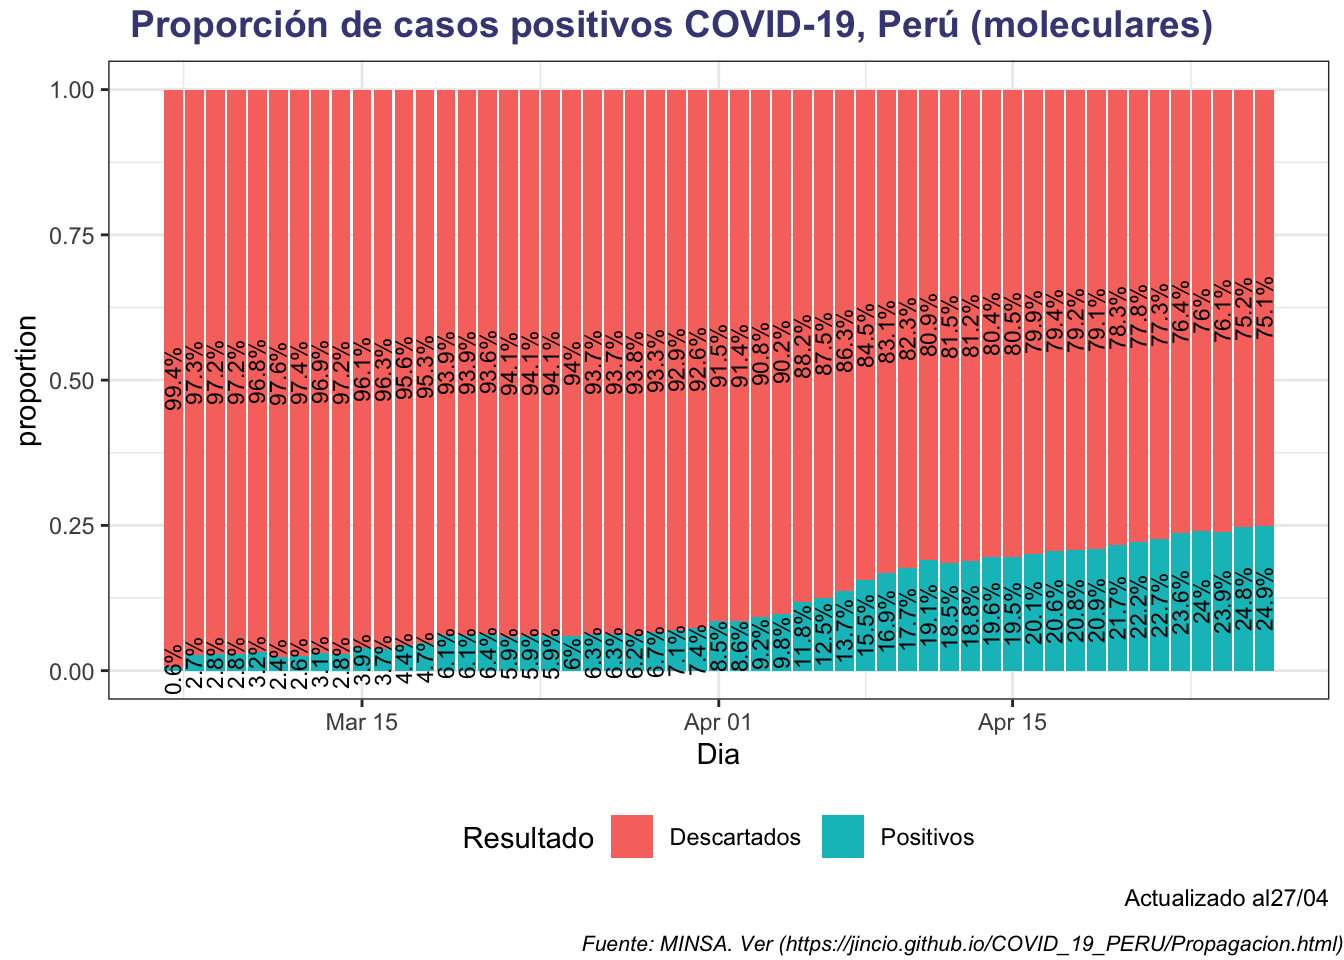 Proporción de casos positivos COVID-19, Perú (moleculares)
proportion
1.00
0.75
0.50
0.25
0.00
99.4% 97.3% 97.2% 97.2% 96.8% 97.6% 97.4% 96.9% 97.2% 96.1% 96.3% 95.6% 95.3% 93.9% 93.9% 93.6% 94.1% 94.1% 94.1% 94% 93.7% 93.7% 93.8% 93.3% 92.9% 92.6% 91.5% 91.4% 90.8% 90.2% 88.2% 87.5% 86.3% 84.5% 83.1% 82.3% 80.9% 81.5% 81.2% 80.4% 80.5% 79.9% 79.4% 79.2% 79.1% 78.3% 77.8% 77.3% 76.4% 76% 76.1% 75.2% 75.1%
0.6% 2.7% 2.8% 2.8% 3.2% 2.4% 2.6% 3.1% 2.8% 3.9% 3.7% 4.4% 4.7% 6.1% 6.1% 6.4% 5.9% 5.9% 5.9% 6% 6.3% 6.3% 6.2% 6.7% 7.1% 7.4% 8.5% 8.6% 9.2% 9.8% 11.8% 12.5% 13.7% 15.5% 16.9% 17.7% 19.1% 18.5% 18.8% 19.6% 19.5% 20.1% 20.6% 20.8% 20.9% 21.7% 22.2% 22.7% 23.6% 24% 23.9% 24.8% 24.9%
Mar 15 Apr 01 Apr 15
Dia
Resultado Descartados Positivos
Actualizado al27/04
Fuente: MINSA. Ver (https://jincio.github.io/COVID_19_PERU/Propagacion.html)